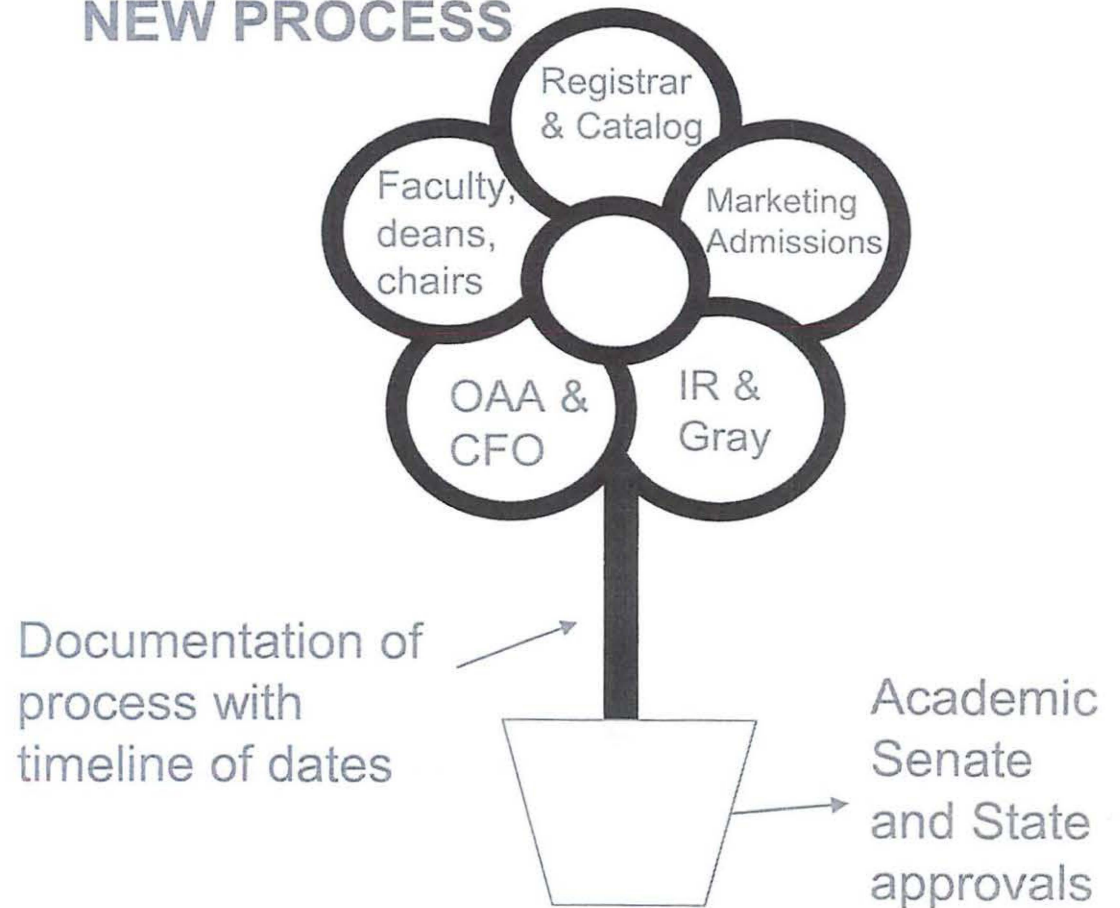 NEW PROCESS
Registrar
& Catalog
Faculty,
deans,
chairs
Marketing
Admissions
OAA &
CFO
IR &
Gray
Documentation of
process with
timeline of dates
Academic
Senate
and State
approvals